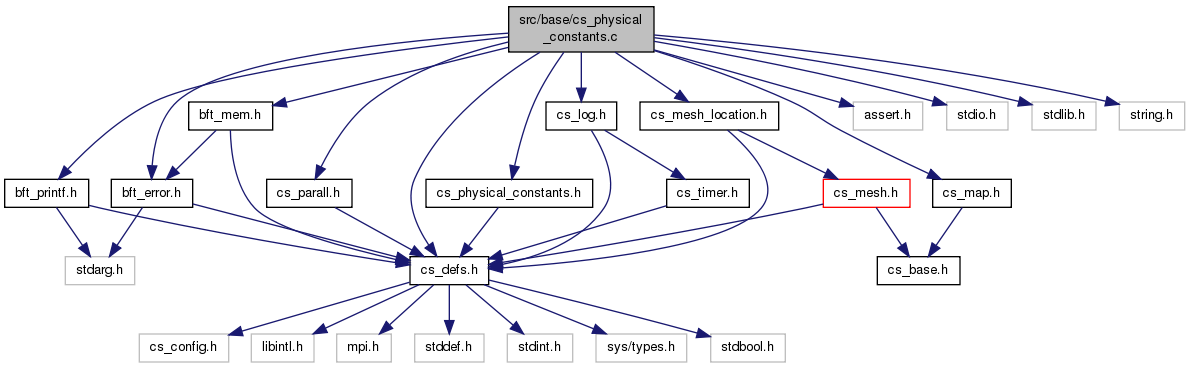 src/base/cs_physical
_constants.c
bft_mem.h
cs_log.h
cs_mesh_location.h
assert.h
stdio.h
stdlib.h
string.h
bft_printf.h
bft_error.h
cs_parall.h
cs_physical_constants.h
cs_timer.h
cs_mesh.h
cs_map.h
stdarg.h
cs_defs.h
cs_base.h
cs_config.h
libintl.h
mpi.h
stddef.h
stdint.h
sys/types.h
stdbool.h